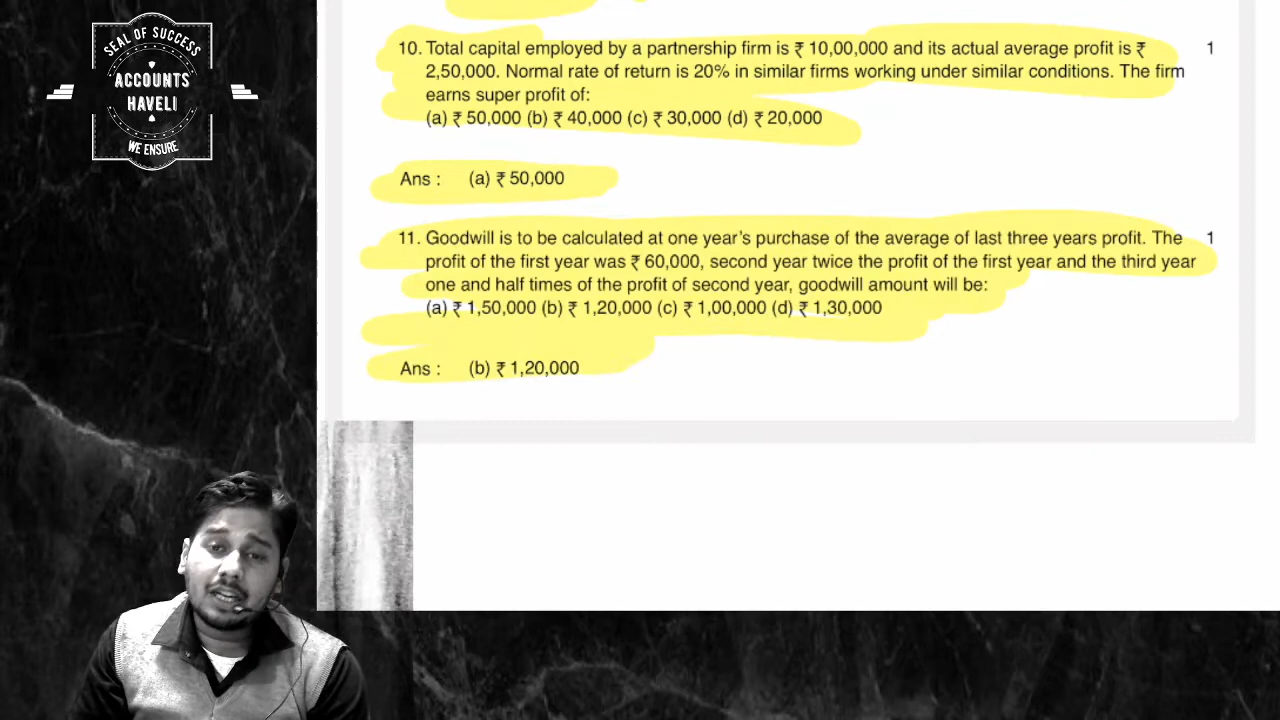 SEAL OF SUCCESS
ACCOUNTS
HAVELI
WE ENSURE
10. Total capital employed by a partnership firm is ₹ 10,00,000 and its actual average profit is ₹ 1
2,50,000. Normal rate of return is 20% in similar firms working under similar conditions. The firm
earns super profit of:
(a) ₹ 50,000 (b) ₹ 40,000 (c) ₹ 30,000 (d) ₹ 20,000
Ans : (a) ₹ 50,000
11. Goodwill is to be calculated at one year's purchase of the average of last three years profit. The 1
profit of the first year was ₹ 60,000, second year twice the profit of the first year and the third year
one and half times of the profit of second year, goodwill amount will be:
(a) ₹ 1,50,000 (b) ₹ 1,20,000 (c) ₹ 1,00,000 (d) ₹ 1,30,000
Ans : (b) ₹ 1,20,000